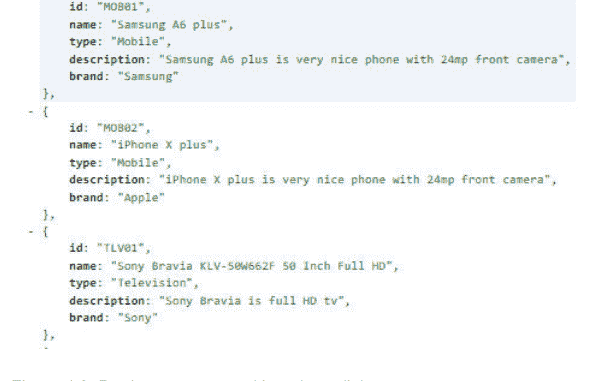 id: "MOB01",
name: "Samsung A6 plus",
type: "Mobile",
description: "Samsung A6 plus is very nice phone with 24mp front camera",
brand: "Samsung"
},
- {
id: "MOB02",
name: "iPhone X plus",
type: "Mobile",
description: "iPhone X plus is very nice phone with 24mp front camera",
brand: "Apple"
},
- {
id: "TLV01",
name: "Sony Bravia KLV-50W662F 50 Inch Full HD",
type: "Television",
description: "Sony Bravia is full HD tv",
brand: "Sony"
},